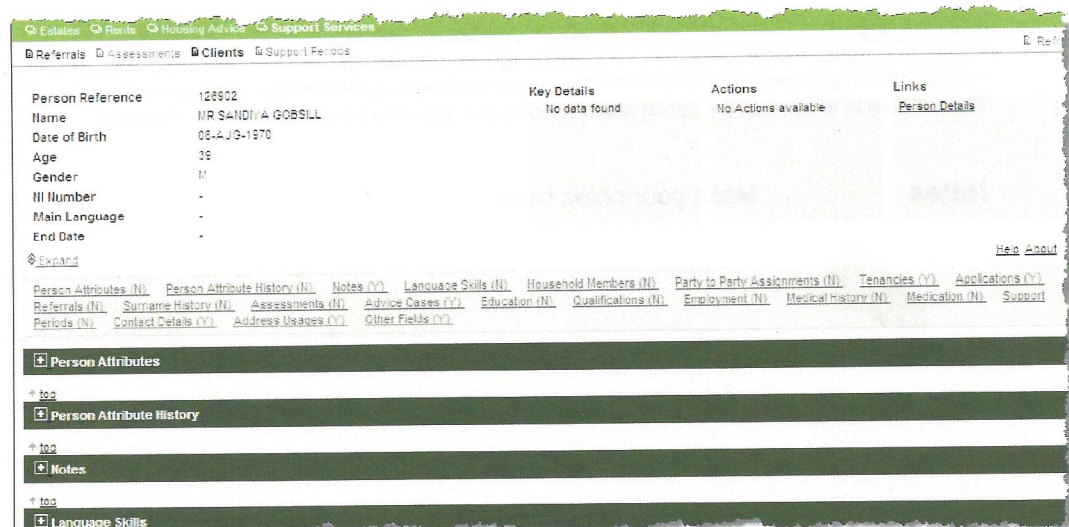 Estates Rents Housing Advice Support Services
Referrals Assessments Clients Support Periods
Person Reference 126902
Name MR SANDIYA GOBSILL
Date of Birth 08-AUG-1970
Age 39
Gender M
NI Number -
Main Language -
End Date -
Key Details
No data found
Actions
No Actions available
Links
Person Details
Expand
Help About
Person Attributes (N) Person Attribute History (N) Notes (Y) Language Skills (N) Household Members (N) Party to Party Assignments (N) Tenancies (Y) Applications (Y)
Referrals (N) Surname History (N) Assessments (N) Advice Cases (Y) Education (N) Qualifications (N) Employment (N) Medical History (N) Medication (N) Support
Periods (N) Contact Details (Y) Address Usages (Y) Other Fields (Y)
Person Attributes
top
Person Attribute History
top
Notes
top
Language Skills